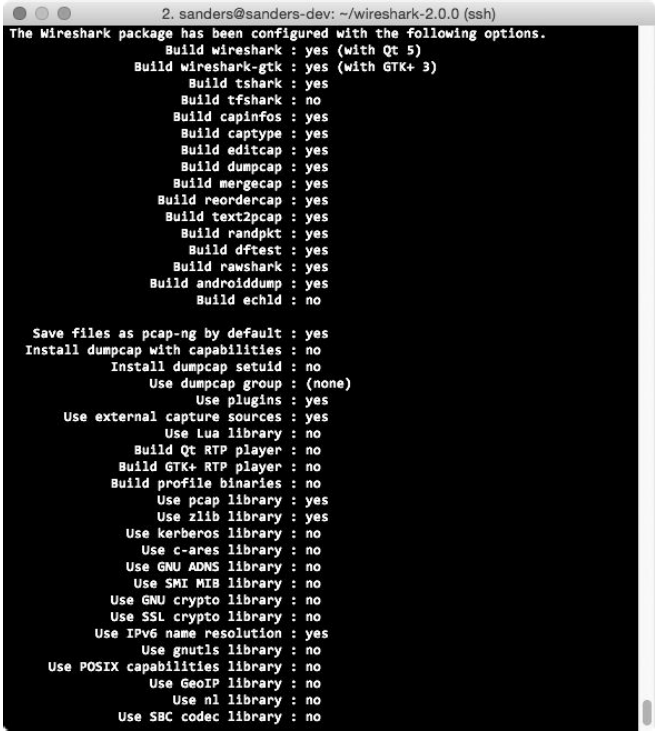 2. sanders@sanders-dev: ~/wireshark-2.0.0 (ssh)
The Wireshark package has been configured with the following options.
Build wireshark : yes (with Qt 5)
Build wireshark-gtk : yes (with GTK+ 3)
Build tshark : yes
Build tfshark : no
Build capinfos : yes
Build captype : yes
Build editcap : yes
Build dumpcap : yes
Build mergecap : yes
Build reordercap : yes
Build text2pcap : yes
Build randpkt : yes
Build dftest : yes
Build rawshark : yes
Build androiddump : yes
Build echld : no
Save files as pcap-ng by default : yes
Install dumpcap with capabilities : no
Install dumpcap setuid : no
Use dumpcap group : (none)
Use plugins : yes
Use external capture sources : yes
Use Lua library : no
Build Qt RTP player : no
Build GTK+ RTP player : no
Build profile binaries : no
Use pcap library : yes
Use zlib library : yes
Use kerberos library : no
Use c-ares library : no
Use GNU ADNS library : no
Use SMI MIB library : no
Use GNU crypto library : no
Use SSL crypto library : no
Use IPv6 name resolution : yes
Use gnutls library : no
Use POSIX capabilities library : no
Use GeoIP library : no
Use nl library : no
Use SBC codec library : no